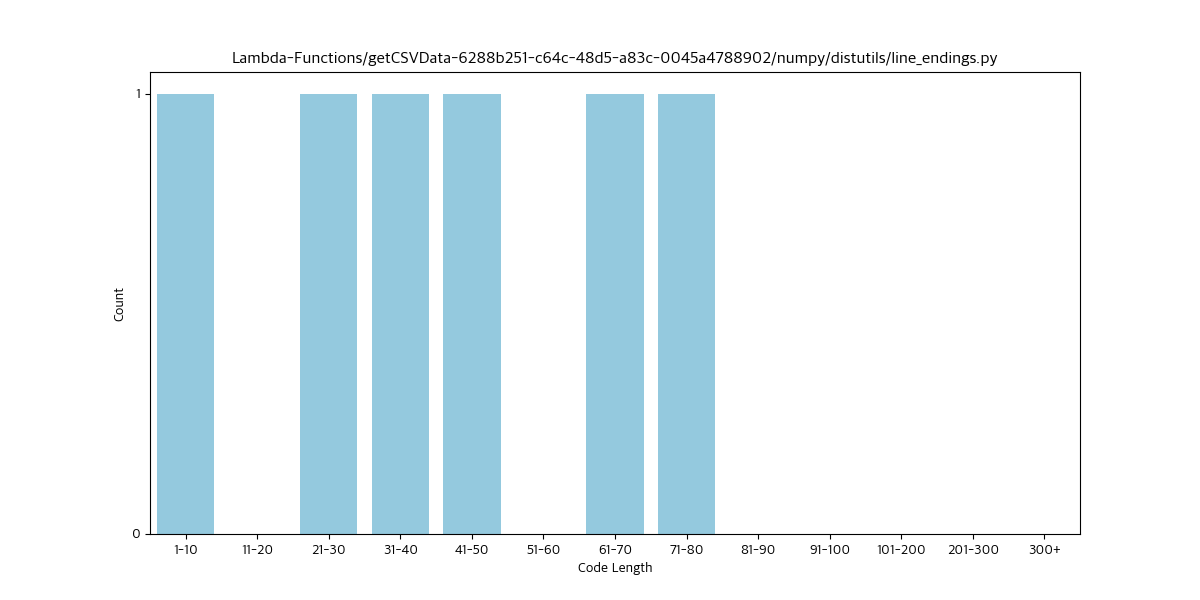 Lambda-Functions/getCSVData-6288b251-c64c-48d5-a83c-0045a4788902/numpy/distutils/line_endings.py
1
Count
0
1-10 11-20 21-30 31-40 41-50 51-60 61-70 71-80 81-90 91-100 101-200 201-300 300+
Code Length